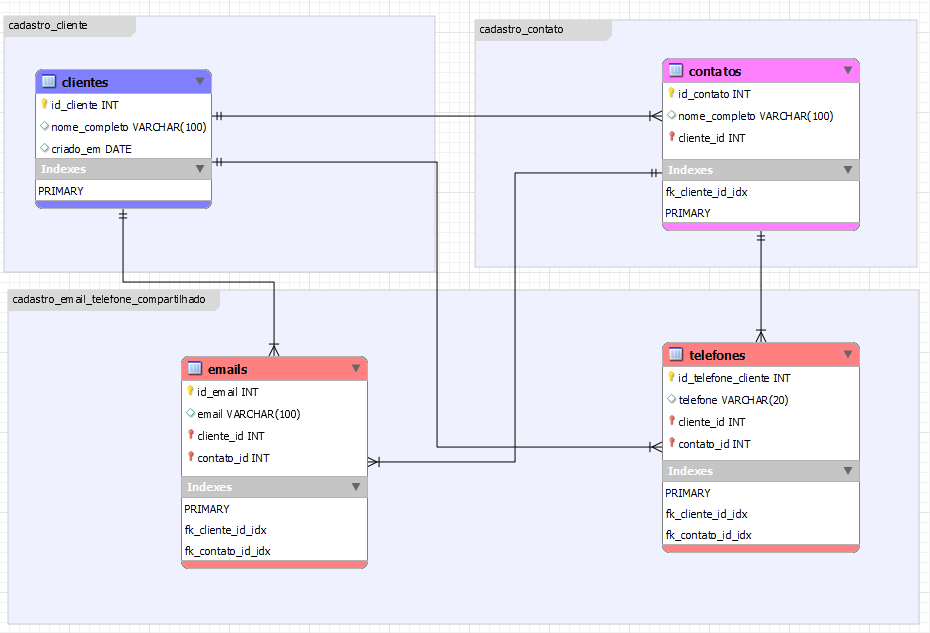 cadastro_cliente
clientes
id_cliente INT
nome_completo VARCHAR(100)
criado_em DATE
Indexes
PRIMARY
cadastro_contato
contatos
id_contato INT
nome_completo VARCHAR(100)
cliente_id INT
Indexes
fk_cliente_id_idx
PRIMARY
cadastro_email_telefone_compartilhado
emails
id_email INT
email VARCHAR(100)
cliente_id INT
contato_id INT
Indexes
PRIMARY
fk_cliente_id_idx
fk_contato_id_idx
telefones
id_telefone_cliente INT
telefone VARCHAR(20)
cliente_id INT
contato_id INT
Indexes
PRIMARY
fk_cliente_id_idx
fk_contato_id_idx